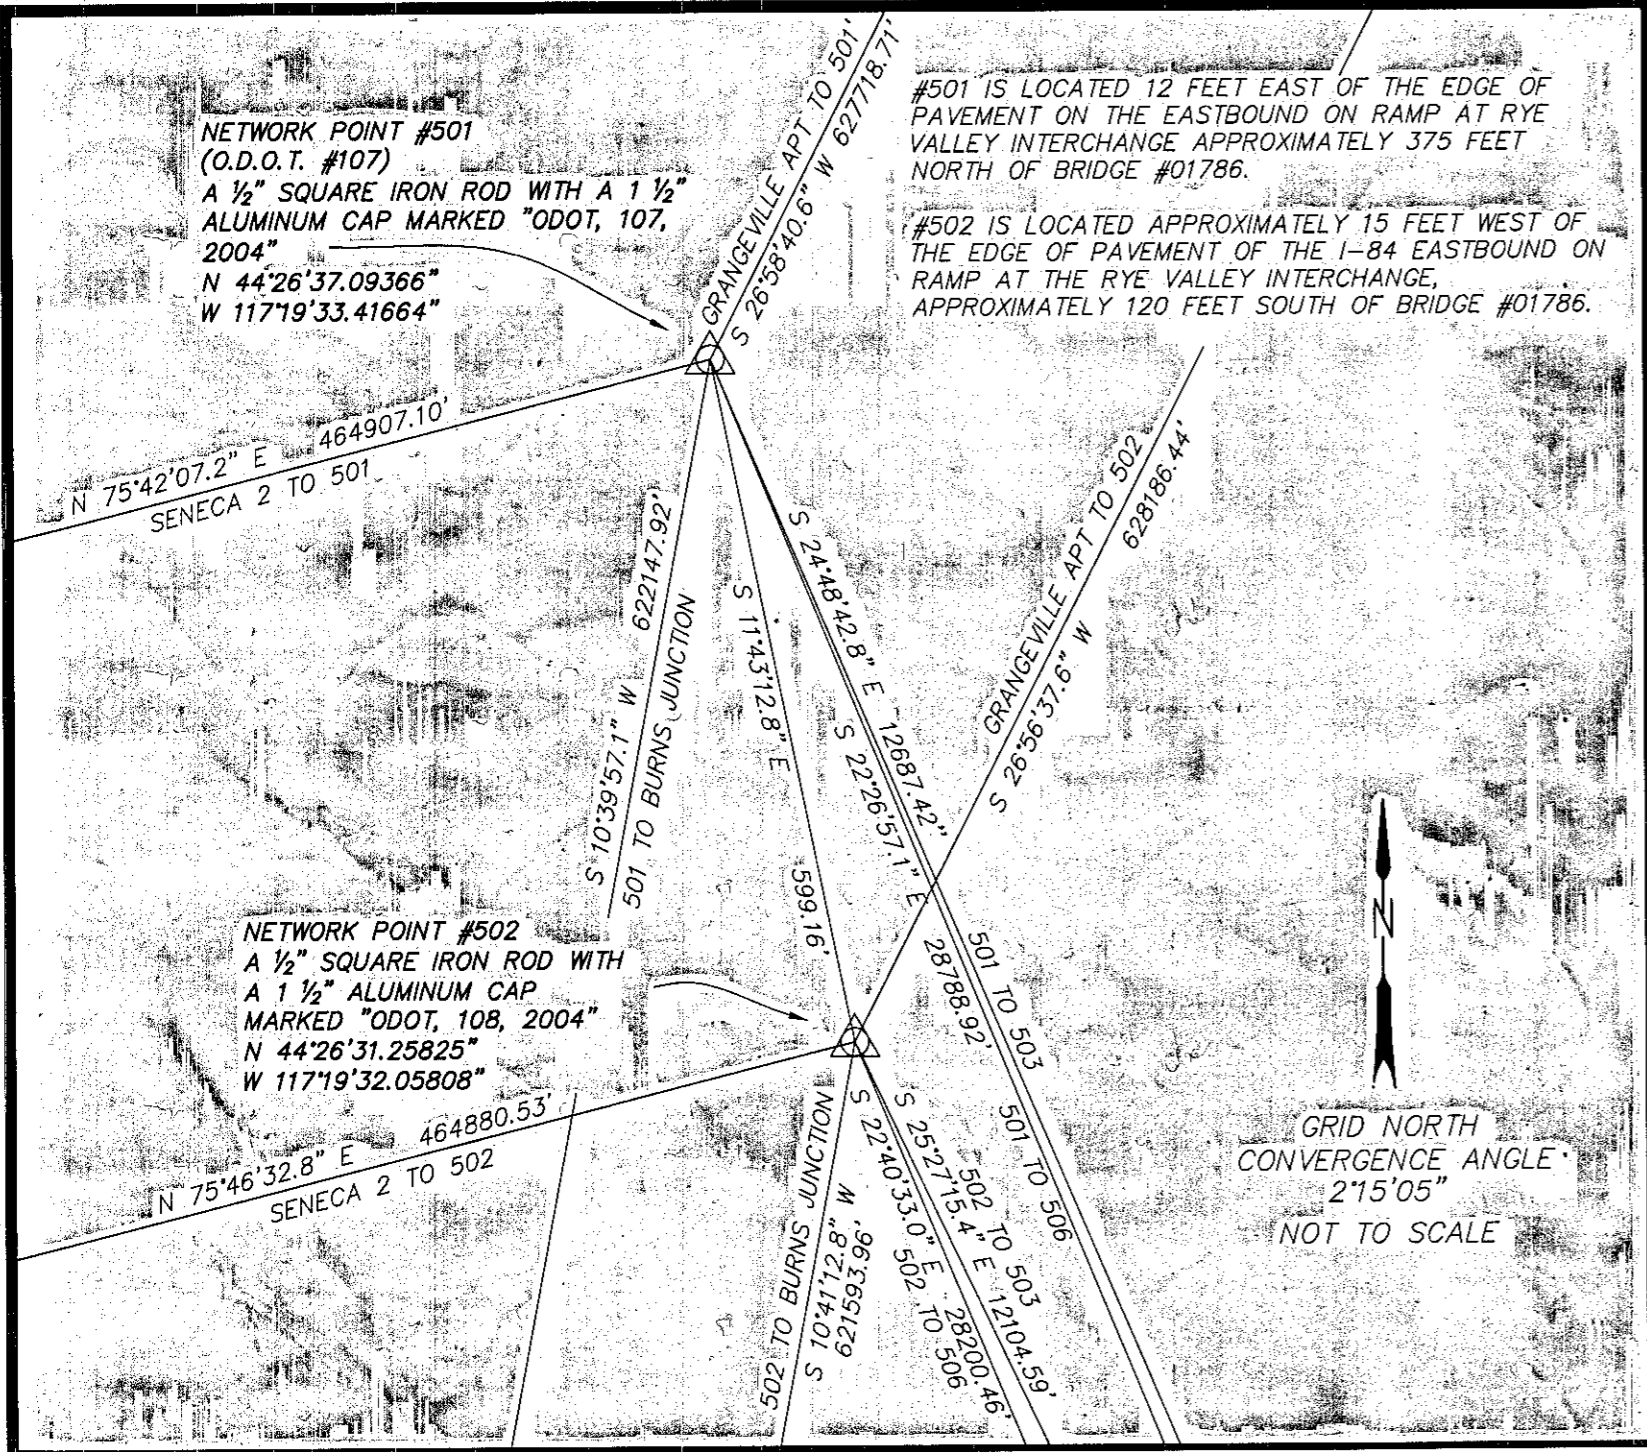 NETWORK POINT #501
(O.D.O.T. #107)
A ½" SQUARE IRON ROD WITH A 1 ½"
ALUMINUM CAP MARKED "ODOT, 107,
2004"
N 44°26'37.09366"
W 117°19'33.41664"
GRANGEVILLE APT TO 501
S 26°58'40.6" W 627718.71'
#501 IS LOCATED 12 FEET EAST OF THE EDGE OF
PAVEMENT ON THE EASTBOUND ON RAMP AT RYE
VALLEY INTERCHANGE APPROXIMATELY 375 FEET
NORTH OF BRIDGE #01786.
#502 IS LOCATED APPROXIMATELY 15 FEET WEST OF
THE EDGE OF PAVEMENT OF THE I-84 EASTBOUND ON
RAMP AT THE RYE VALLEY INTERCHANGE,
APPROXIMATELY 120 FEET SOUTH OF BRIDGE #01786.
N 75°42'07.2" E 464907.10'
SENECA 2 TO 501
S 10°39'57.1" W 622147.92'
501 TO BURNS JUNCTION
S 11°43'12.8" E 599.16'
S 24°48'42.8" E 12687.42"
501 TO 503
S 22°26'57.1" E 28788.92'
501 TO 506
GRANGEVILLE APT TO 502
S 26°56'37.6" W 628186.44'
NETWORK POINT #502
A ½" SQUARE IRON ROD WITH
A 1 ½" ALUMINUM CAP
MARKED "ODOT, 108, 2004"
N 44°26'31.25825"
W 117°19'32.05808"
N 75°46'32.8" E 464880.53'
SENECA 2 TO 502
502 TO BURNS JUNCTION
S 10°41'12.8" W
621593.96'
S 25°27'15.4" E 12104.59'
502 TO 503
S 22°40'33.0" E 28200.46'
502 TO 506
N
GRID NORTH
CONVERGENCE ANGLE
2°15'05"
NOT TO SCALE